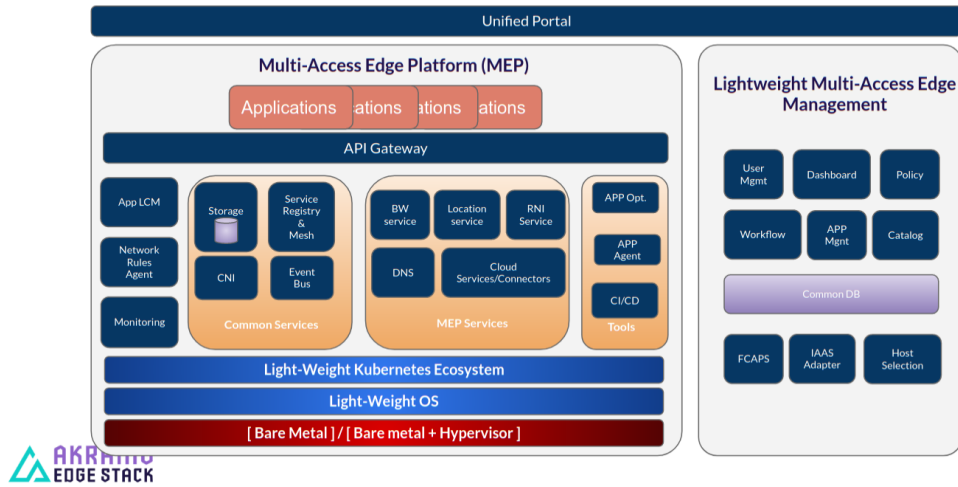 Unified Portal
Multi-Access Edge Platform (MEP)
Applications
ations
ations
ations
API Gateway
App LCM
Network
Rules
Agent
Monitoring
Storage
Service
Registry
&
Mesh
CNI
Event
Bus
Common Services
BW
service
Location
service
RNI
Service
DNS
Cloud
Services/Connectors
MEP Services
APP Opt.
APP
Agent
CI/CD
Tools
Light-Weight Kubernetes Ecosystem
Light-Weight OS
[ Bare Metal ] / [ Bare metal + Hypervisor ]
Lightweight Multi-Access Edge
Management
User
Mgmt
Dashboard
Policy
Workflow
APP
Mgnt
Catalog
Common DB
FCAPS
IAAS
Adapter
Host
Selection
EDGE STACK